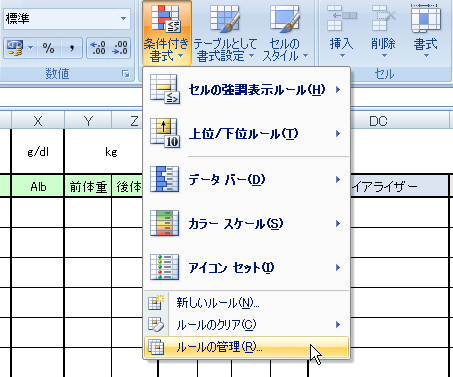 標準
% ,
←.0 .00
.00 →.0
数値
条件付き
書式
テーブルとして
書式設定
セルの
スタイル
挿入 削除 書式
セル
セルの強調表示ルール(H)
上位/下位ルール(T)
データ バー(D)
カラー スケール(S)
アイコン セット(I)
新しいルール(N)...
ルールのクリア(C)
ルールの管理(R)...
X Y Z DC
g/dl kg
Alb 前体重 後体 イアライザー